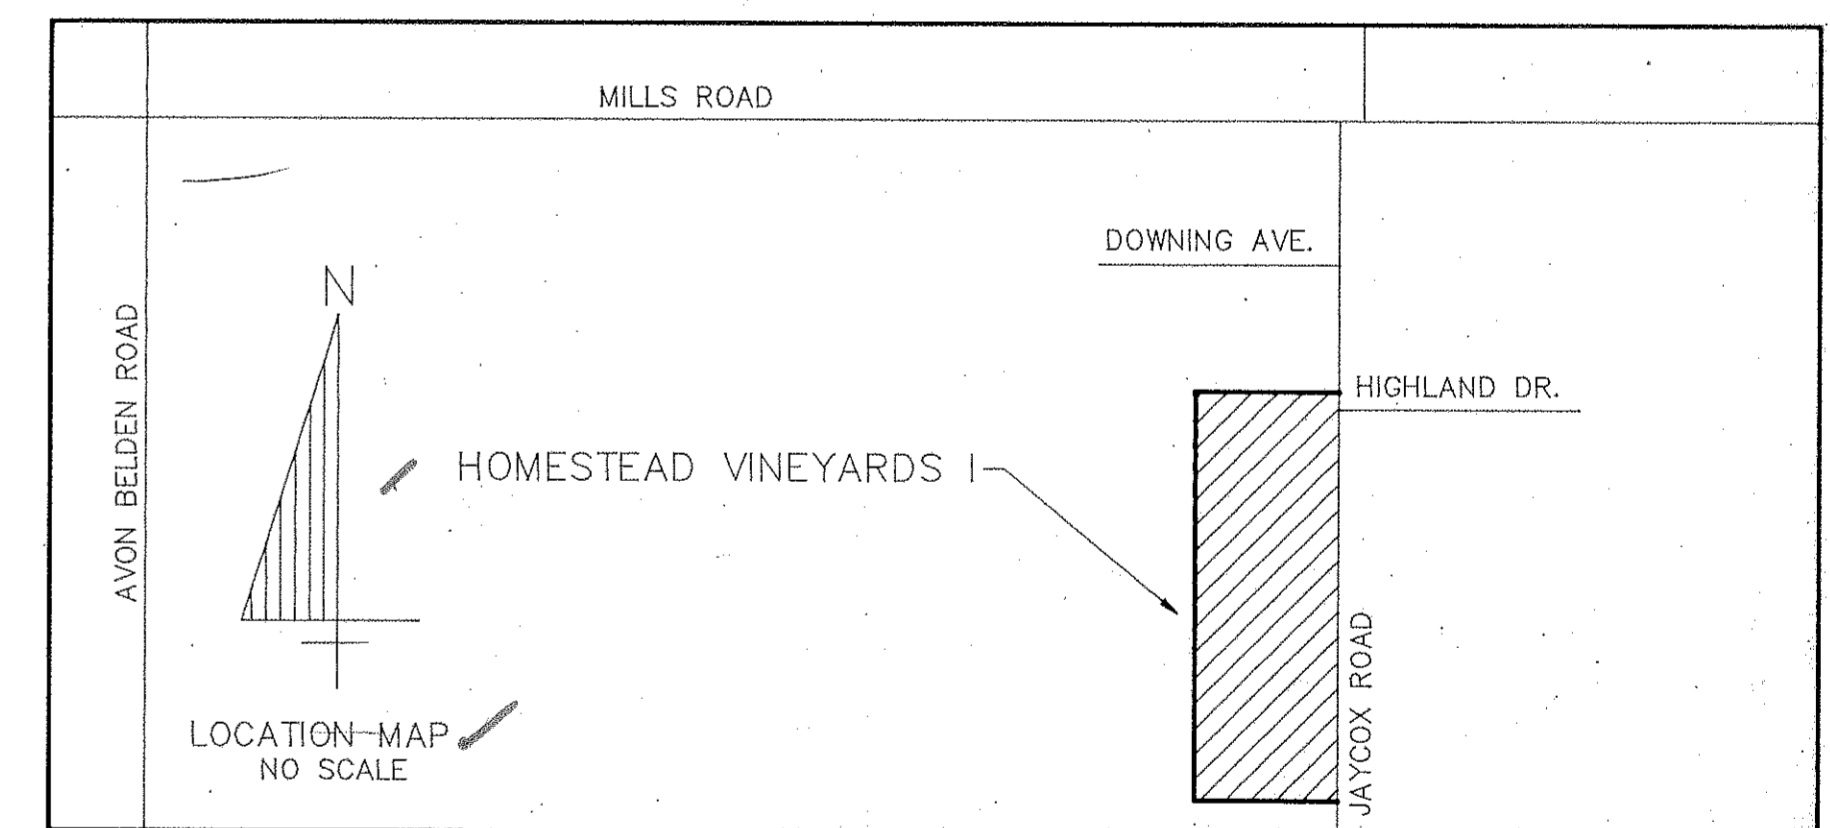 MILLS ROAD
DOWNING AVE.
N
AVON BELDEN ROAD
HIGHLAND DR.
HOMESTEAD VINEYARDS I
JAYCOX ROAD
LOCATION MAP
NO SCALE